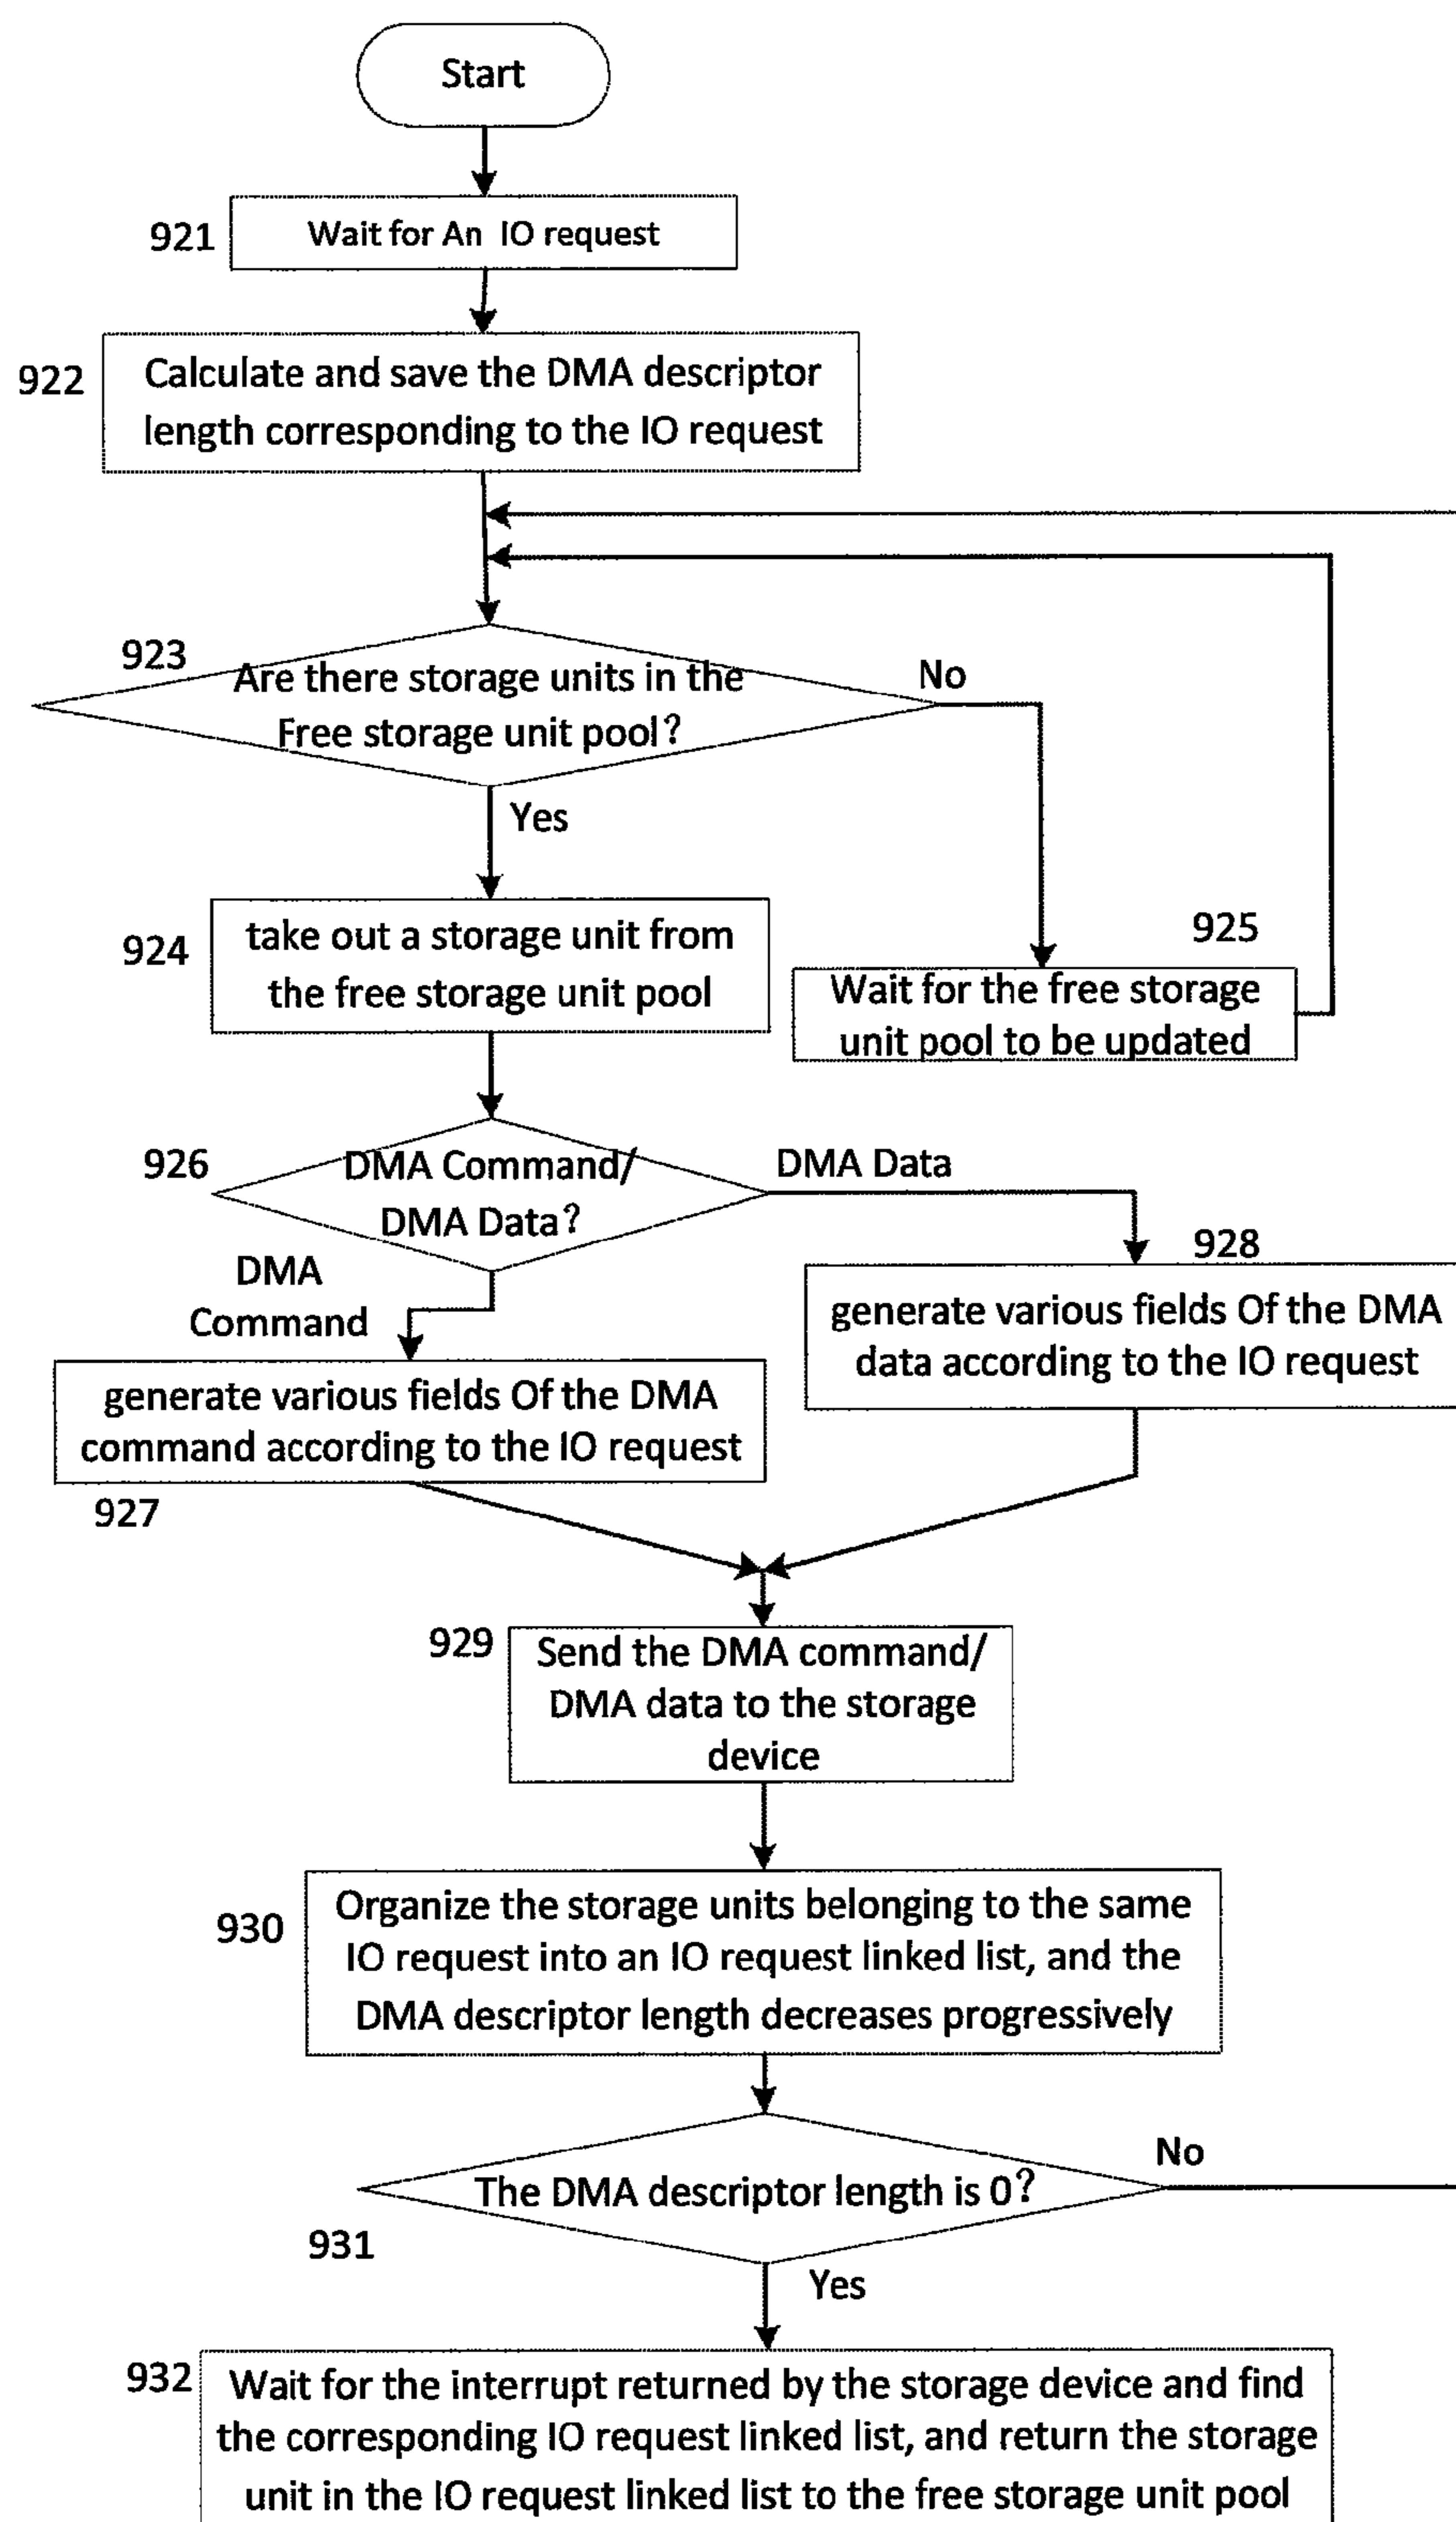 Start
921
Wait for An IO request
922
Calculate and save the DMA descriptor
length corresponding to the IO request
923
Are there storage units in the
Free storage unit pool?
No
Yes
924
take out a storage unit from
the free storage unit pool
925
Wait for the free storage
unit pool to be updated
926
DMA Command/
DMA Data?
DMA Data
DMA
Command
928
generate various fields Of the DMA
data according to the IO request
generate various fields Of the DMA
command according to the IO request
927
929
Send the DMA command/
DMA data to the storage
device
930
Organize the storage units belonging to the same
IO request into an IO request linked list, and the
DMA descriptor length decreases progressively
The DMA descriptor length is 0?
No
931
Yes
932
Wait for the interrupt returned by the storage device and find
the corresponding IO request linked list, and return the storage
unit in the IO request linked list to the free storage unit pool